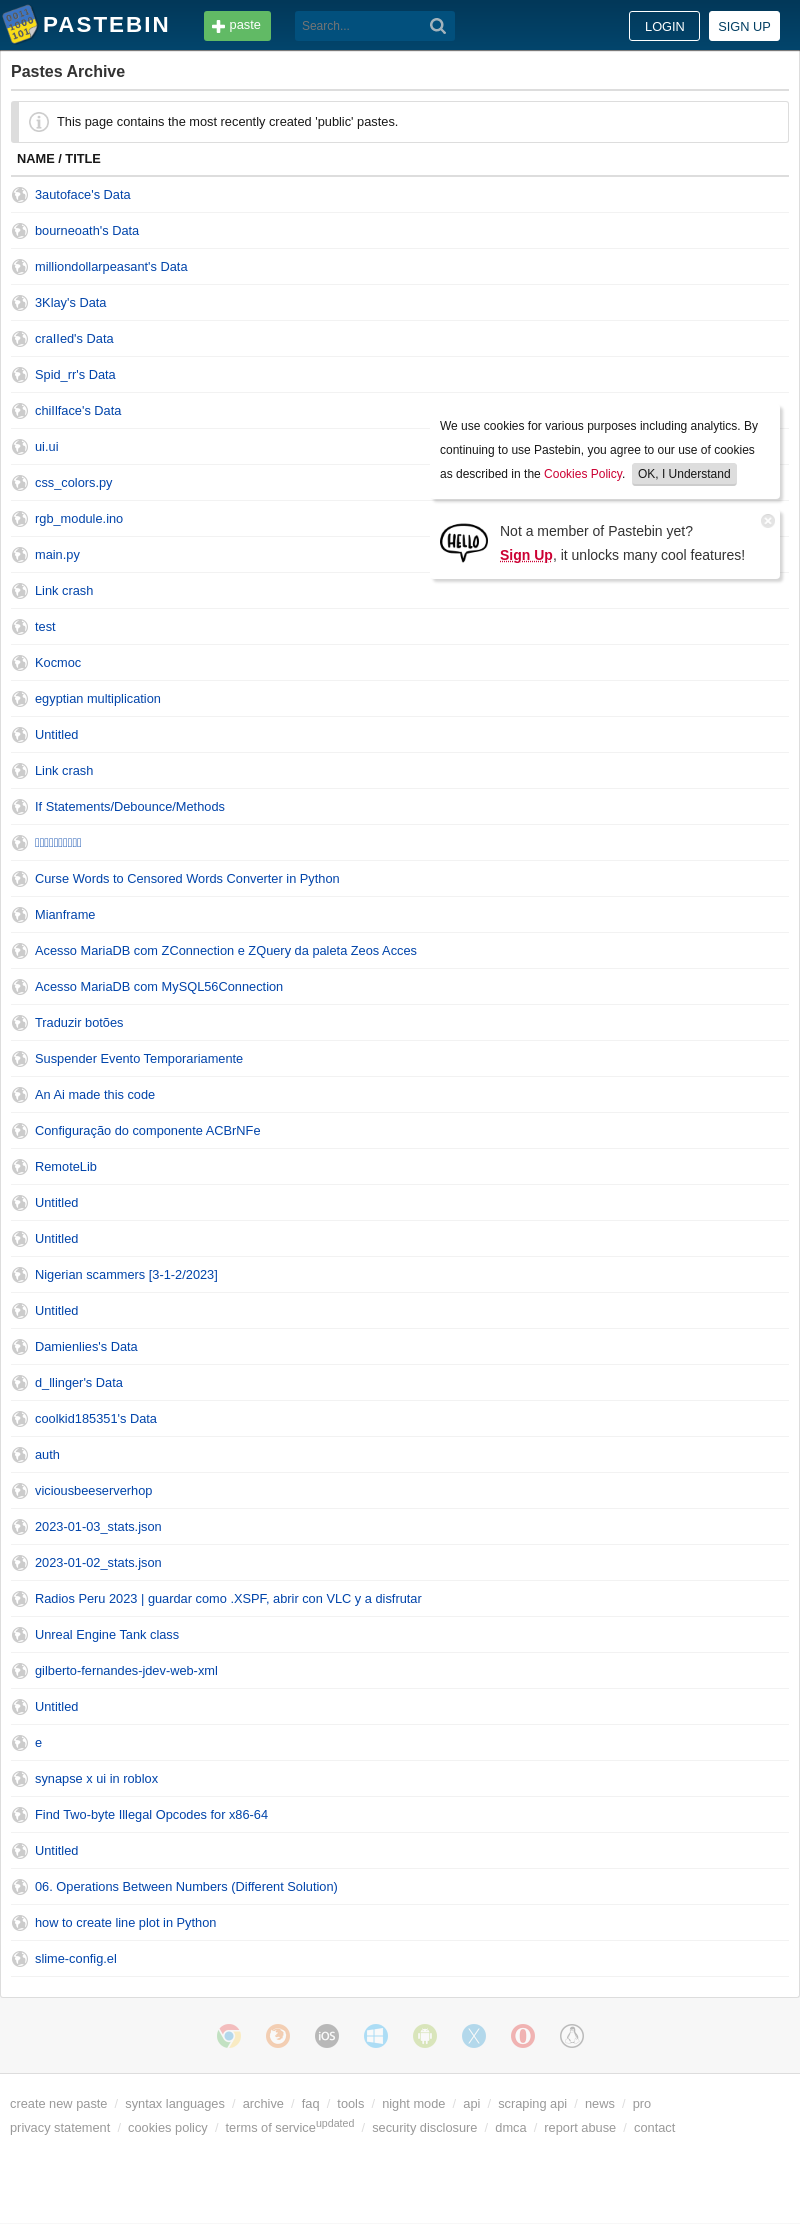 PASTEBIN paste Search... LOGIN SIGN UP
Pastes Archive
This page contains the most recently created 'public' pastes.
NAME / TITLE
3autoface's Data
bourneoath's Data
milliondollarpeasant's Data
3Klay's Data
craIIed's Data
Spid_rr's Data
chiIlface's Data
ui.ui
css_colors.py
rgb_module.ino
main.py
Link crash
test
Kocmoc
egyptian multiplication
Untitled
Link crash
If Statements/Debounce/Methods
Curse Words to Censored Words Converter in Python
Mianframe
Acesso MariaDB com ZConnection e ZQuery da paleta Zeos Acces
Acesso MariaDB com MySQL56Connection
Traduzir botões
Suspender Evento Temporariamente
An Ai made this code
Configuração do componente ACBrNFe
RemoteLib
Untitled
Untitled
Nigerian scammers [3-1-2/2023]
Untitled
Damienlies's Data
d_llinger's Data
coolkid185351's Data
auth
viciousbeeserverhop
2023-01-03_stats.json
2023-01-02_stats.json
Radios Peru 2023 | guardar como .XSPF, abrir con VLC y a disfrutar
Unreal Engine Tank class
gilberto-fernandes-jdev-web-xml
Untitled
e
synapse x ui in roblox
Find Two-byte Illegal Opcodes for x86-64
Untitled
06. Operations Between Numbers (Different Solution)
how to create line plot in Python
slime-config.el
We use cookies for various purposes including analytics. By
continuing to use Pastebin, you agree to our use of cookies
as described in the Cookies Policy. OK, I Understand
HELLO
Not a member of Pastebin yet?
Sign Up, it unlocks many cool features!
iOS
create new paste / syntax languages / archive / faq / tools / night mode / api / scraping api / news / pro
privacy statement / cookies policy / terms of serviceupdated / security disclosure / dmca / report abuse / contact